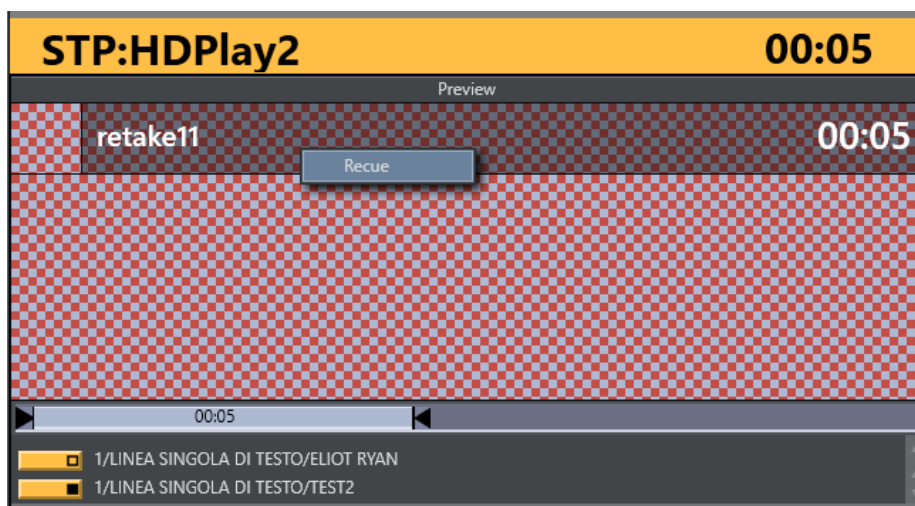 STP:HDPlay2 00:05
Preview
retake11 00:05
Recue
00:05
1/LINEA SINGOLA DI TESTO/ELIOT RYAN
1/LINEA SINGOLA DI TESTO/TEST2